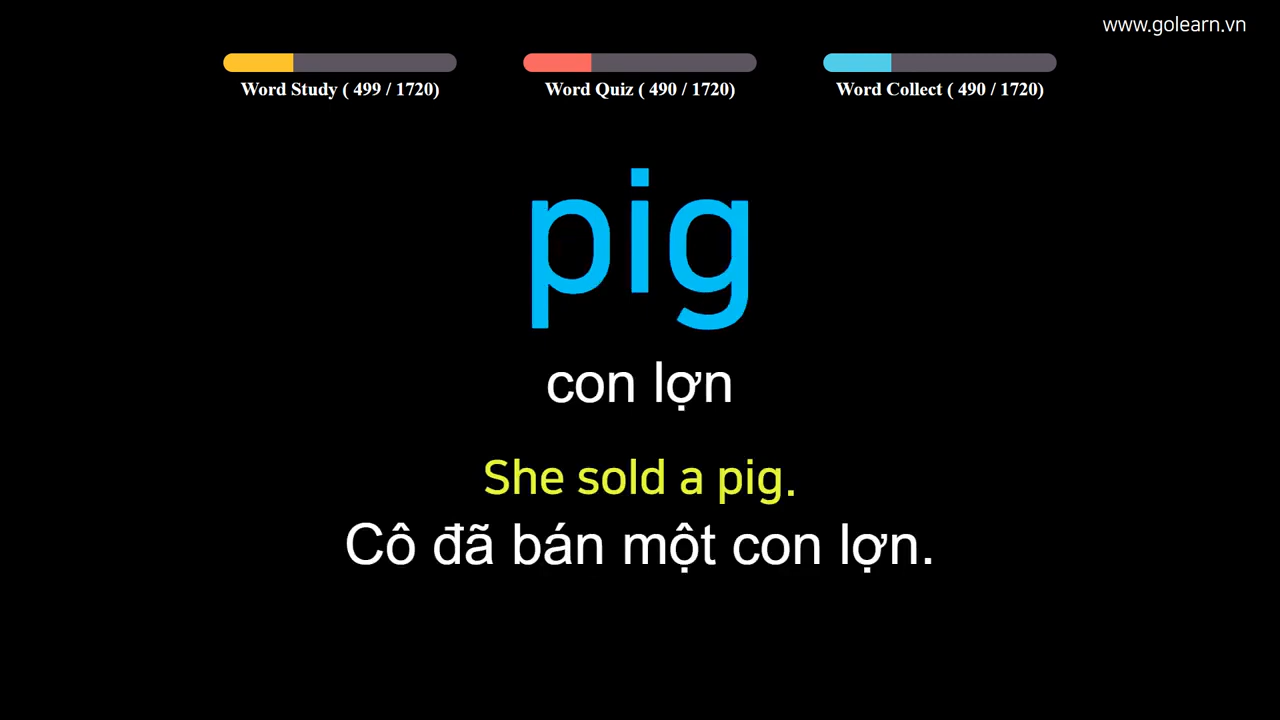 www.golearn.vn
Word Study ( 499 / 1720)
Word Quiz ( 490 / 1720)
Word Collect ( 490 / 1720)
pig
con lợn
She sold a pig.
Cô đã bán một con lợn.